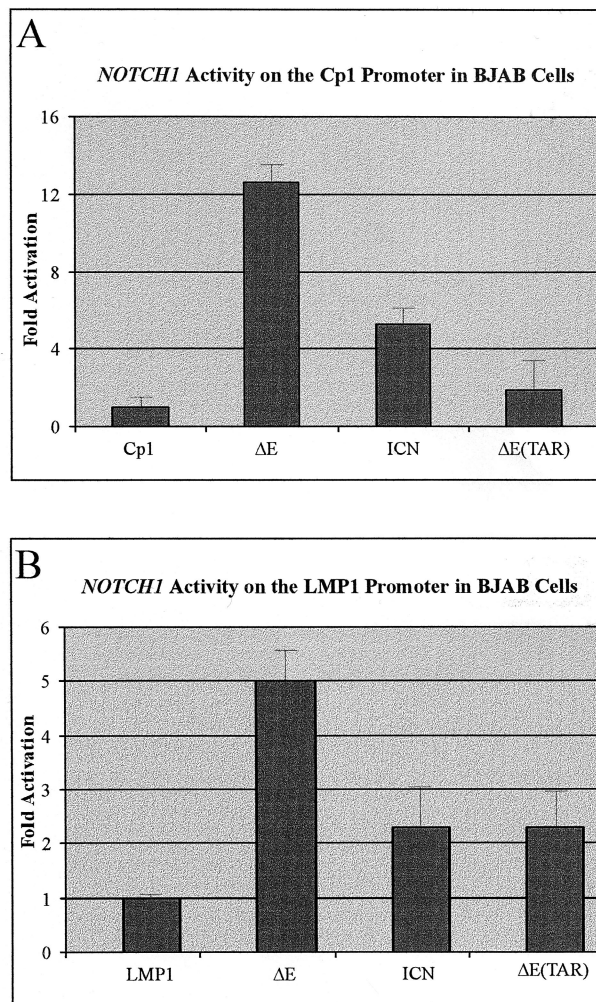 A
NOTCH1 Activity on the Cp1 Promoter in BJAB Cells
16
12
8
4
0
Fold Activation
Cp1 ΔE ICN ΔE(TAR)
B
NOTCH1 Activity on the LMP1 Promoter in BJAB Cells
6
5
4
3
2
1
0
Fold Activation
LMP1 ΔE ICN ΔE(TAR)